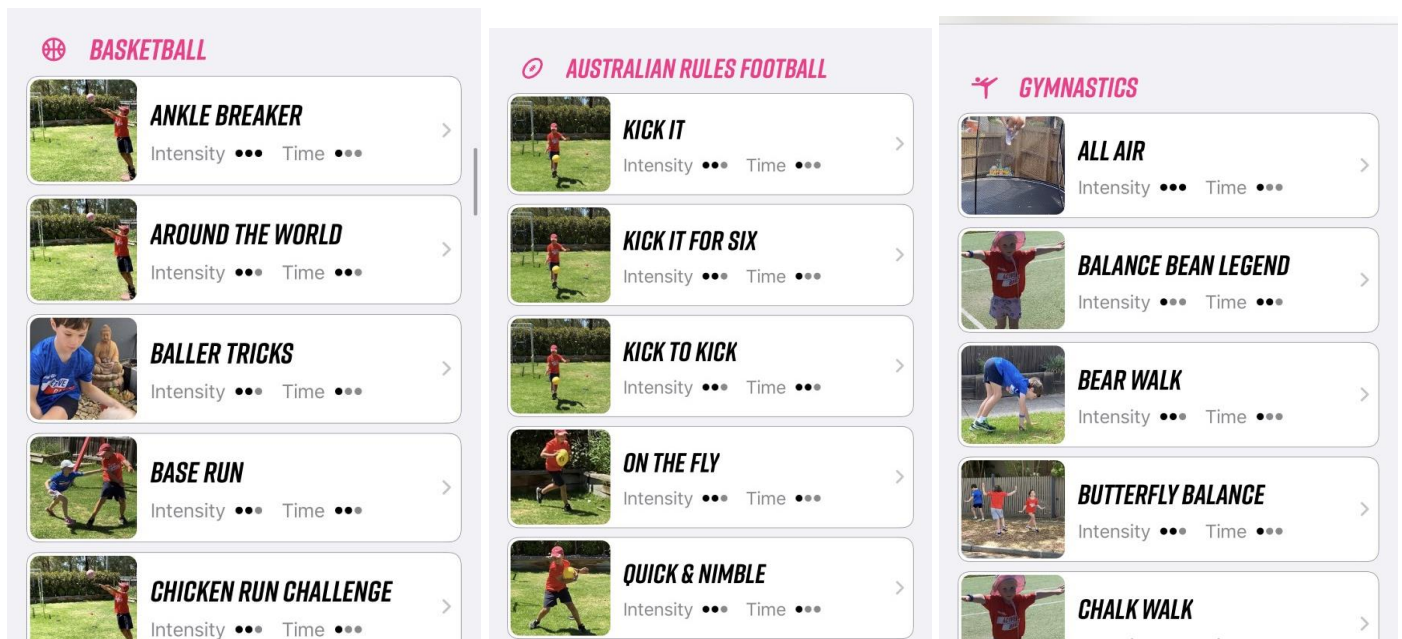 BASKETBALL
ANKLE BREAKER
Intensity Time
AROUND THE WORLD
Intensity Time
BALLER TRICKS
Intensity Time
BASE RUN
Intensity Time
CHICKEN RUN CHALLENGE
Intensity Time
AUSTRALIAN RULES FOOTBALL
KICK IT
Intensity Time
KICK IT FOR SIX
Intensity Time
KICK TO KICK
Intensity Time
ON THE FLY
Intensity Time
QUICK & NIMBLE
Intensity Time
GYMNASTICS
ALL AIR
Intensity Time
BALANCE BEAN LEGEND
Intensity Time
BEAR WALK
Intensity Time
BUTTERFLY BALANCE
Intensity Time
CHALK WALK